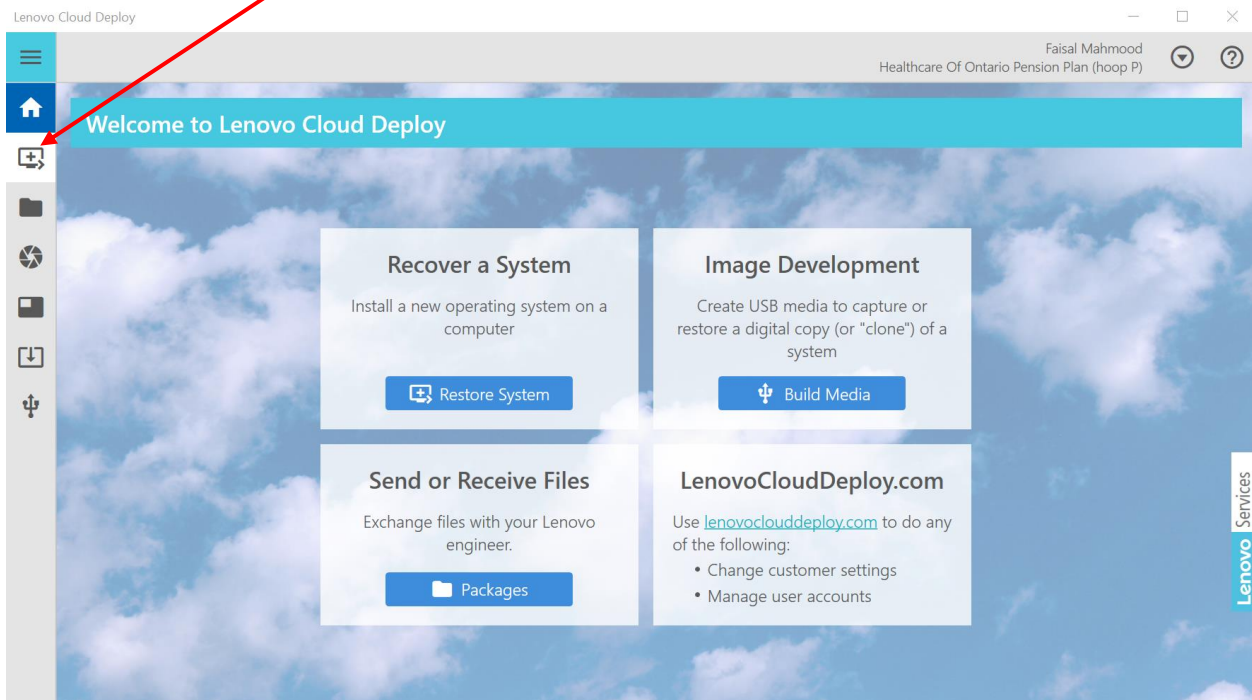 Lenovo Cloud Deploy
Faisal Mahmood
Healthcare Of Ontario Pension Plan (hoop P)
Welcome to Lenovo Cloud Deploy
Recover a System
Install a new operating system on a
computer
Restore System
Image Development
Create USB media to capture or
restore a digital copy (or "clone") of a
system
Build Media
Send or Receive Files
Exchange files with your Lenovo
engineer.
Packages
LenovoCloudDeploy.com
Use lenovoclouddeploy.com to do any
of the following:
• Change customer settings
• Manage user accounts
Lenovo Services